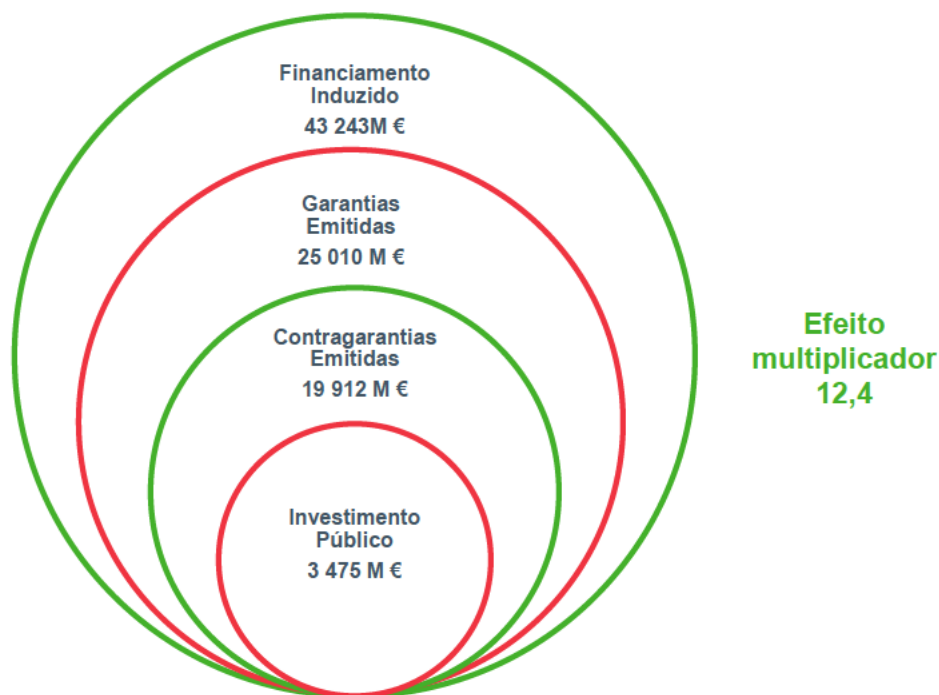 Financiamento
Induzido
43 243M €
Garantias
Emitidas
25 010 M €
Contragarantias
Emitidas
19 912 M €
Investimento
Público
3 475 M €
Efeito
multiplicador
12,4